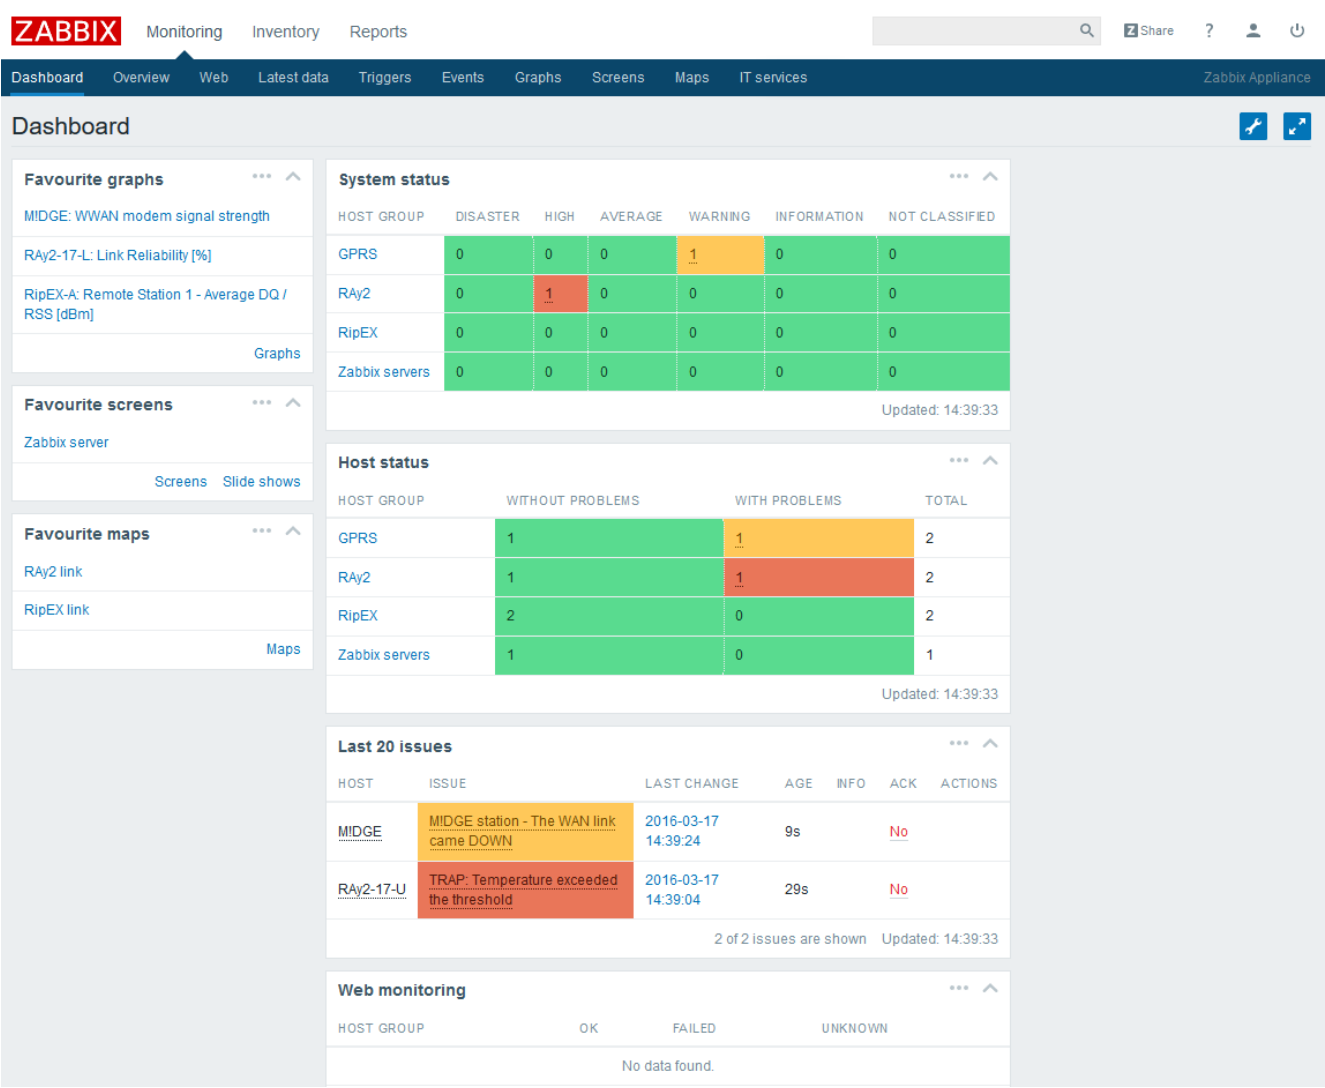 ZABBIX Monitoring Inventory Reports Z Share ?
Dashboard Overview Web Latest data Triggers Events Graphs Screens Maps IT services Zabbix Appliance
Dashboard
Favourite graphs
M!DGE: WWAN modem signal strength
RAy2-17-L: Link Reliability [%]
RipEX-A: Remote Station 1 - Average DQ /
RSS [dBm]
Graphs
Favourite screens
Zabbix server
Screens Slide shows
Favourite maps
RAy2 link
RipEX link
Maps
System status
HOST GROUP DISASTER HIGH AVERAGE WARNING INFORMATION NOT CLASSIFIED
GPRS 0 0 0 1 0 0
RAy2 0 1 0 0 0 0
RipEX 0 0 0 0 0 0
Zabbix servers 0 0 0 0 0 0
Updated: 14:39:33
Host status
HOST GROUP WITHOUT PROBLEMS WITH PROBLEMS TOTAL
GPRS 1 1 2
RAy2 1 1 2
RipEX 2 0 2
Zabbix servers 1 0 1
Updated: 14:39:33
Last 20 issues
HOST ISSUE LAST CHANGE AGE INFO ACK ACTIONS
M!DGE M!DGE station - The WAN link came DOWN 2016-03-17 14:39:24 9s No
RAy2-17-U TRAP: Temperature exceeded the threshold 2016-03-17 14:39:04 29s No
2 of 2 issues are shown Updated: 14:39:33
Web monitoring
HOST GROUP OK FAILED UNKNOWN
No data found.